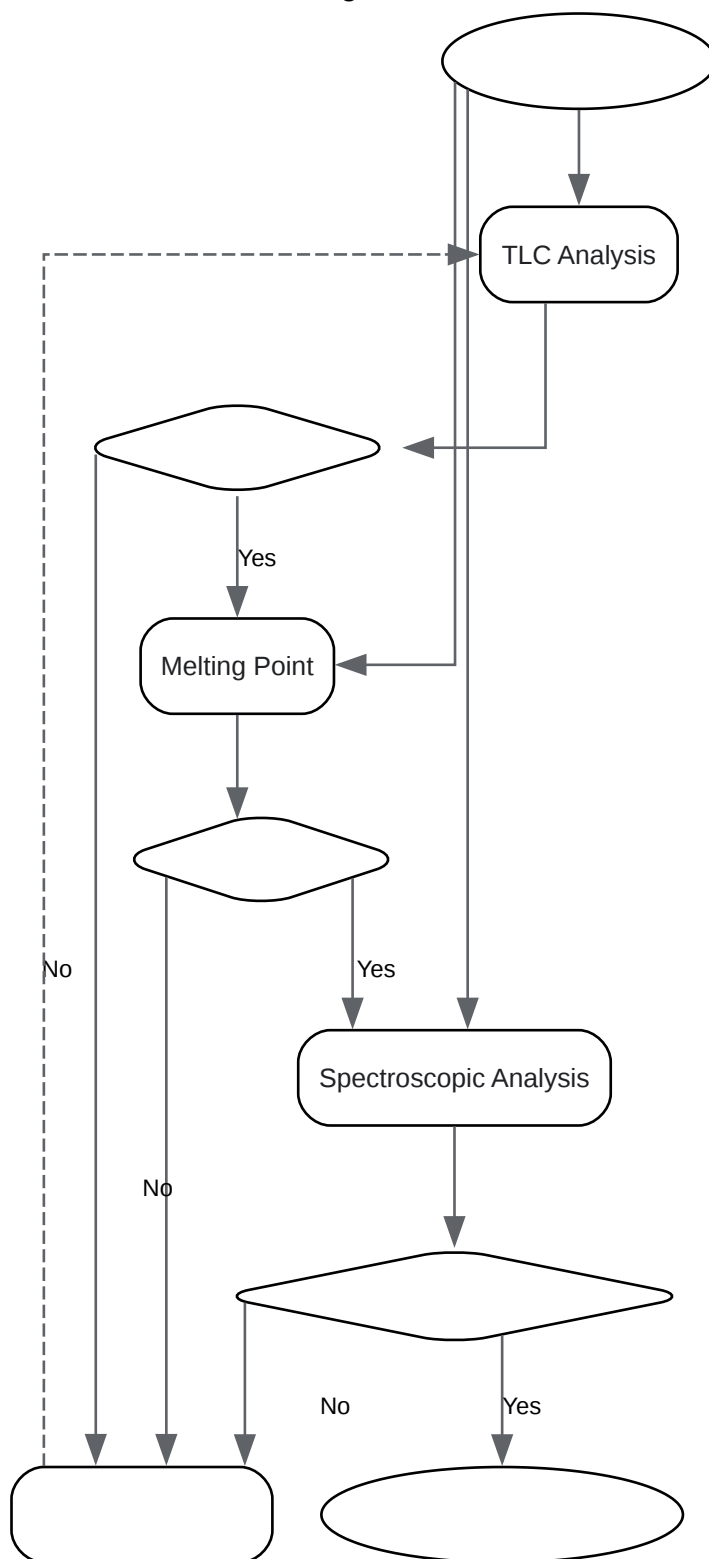 TLC Analysis
Yes
Melting Point
No
Yes
Spectroscopic Analysis
No
No
Yes